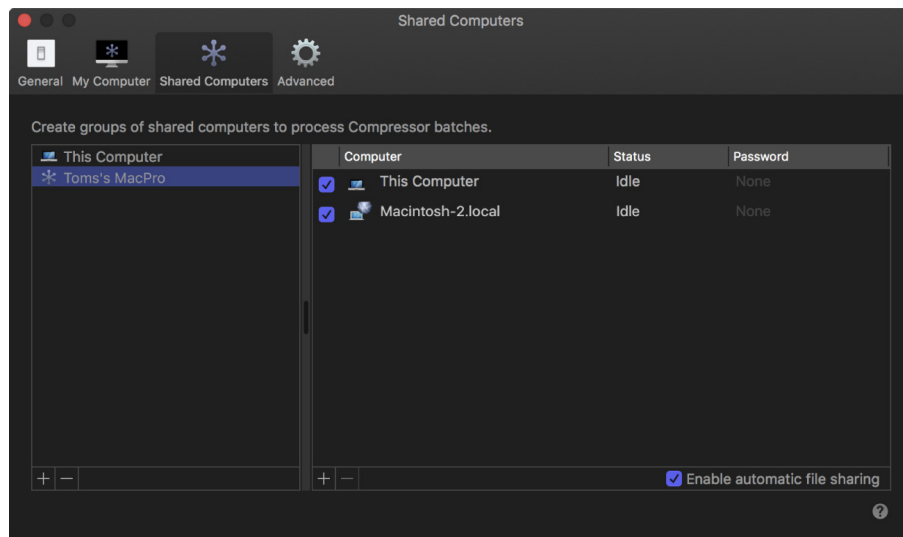 Shared Computers
General My Computer Shared Computers Advanced
Create groups of shared computers to process Compressor batches.
This Computer
Toms's MacPro
Computer Status Password
This Computer Idle None
Macintosh-2.local Idle None
Enable automatic file sharing